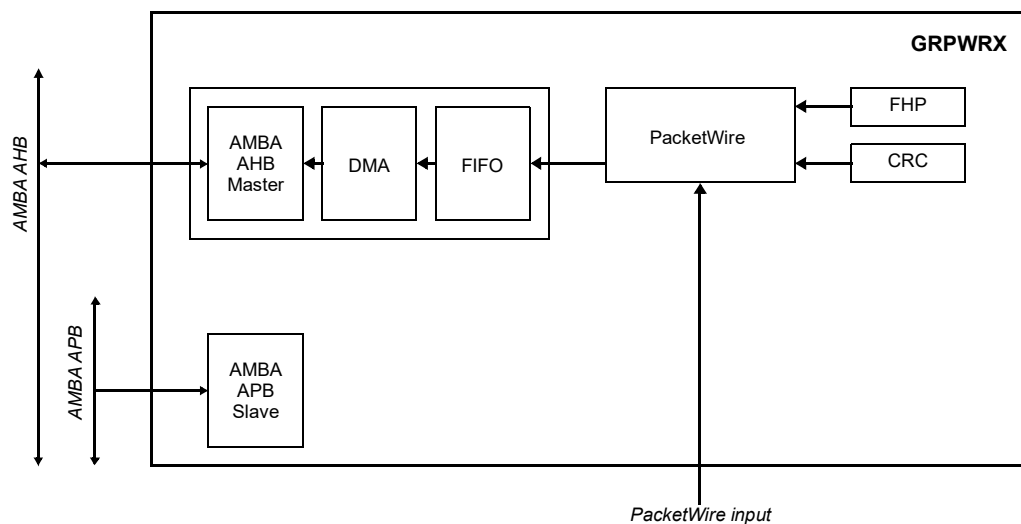 GRPWRX
AMBA AHB
AMBA
AHB
Master
DMA
FIFO
PacketWire
FHP
CRC
AMBA APB
AMBA
APB
Slave
PacketWire input